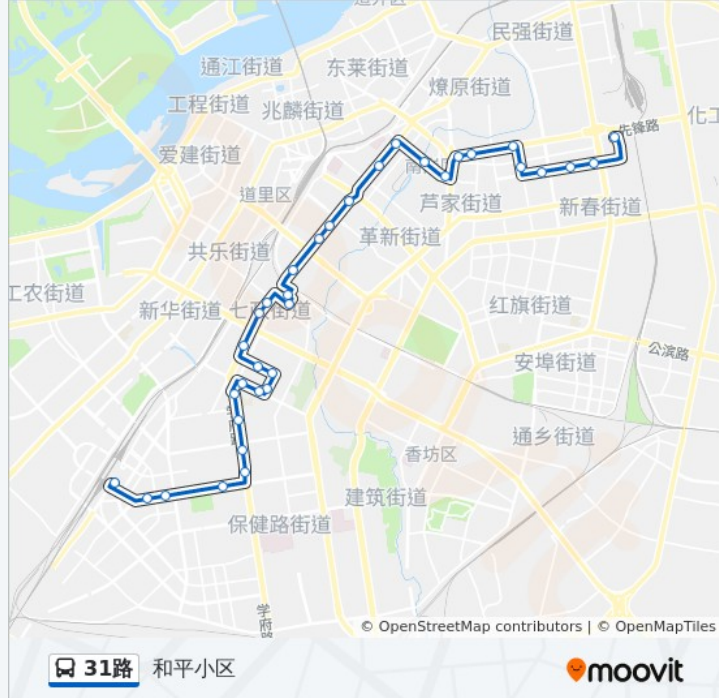 道外区
民强街道
通江街道
东莱街道
燎原街道
工程街道
兆麟街道
化工
先锋路
爱建街道
道里区
芦家街道
新春街道
革新街道
共乐街道
工农街道
新华街道
红旗街道
公滨路
安埠街道
通乡街道
香坊区
建筑街道
保健路街道
学府路
© OpenStreetMap contributors | © OpenMapTiles
31路 和平小区
moovit